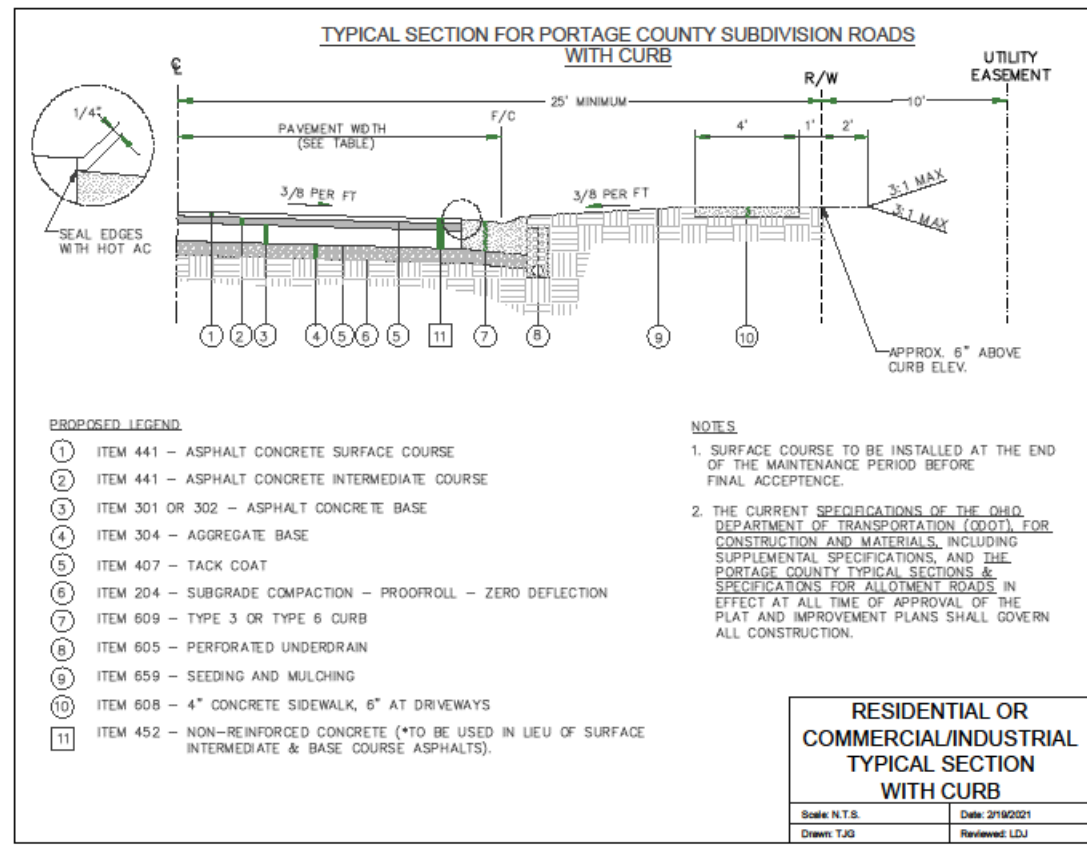 TYPICAL SECTION FOR PORTAGE COUNTY SUBDIVISION ROADS
WITH CURB
℄
R/W
UTILITY
EASEMENT
25' MINIMUM
10'
1/4"
PAVEMENT WIDTH
(SEE TABLE)
F/C
4'
1'
2'
3/8 PER FT
3/8 PER FT
3:1 MAX
3:1 MAX
SEAL EDGES
WITH HOT AC
1 2 3 4 5 6 5 11 7 8 9 10
APPROX. 6" ABOVE
CURB ELEV.
PROPOSED LEGEND
1 ITEM 441 – ASPHALT CONCRETE SURFACE COURSE
2 ITEM 441 – ASPHALT CONCRETE INTERMEDIATE COURSE
3 ITEM 301 OR 302 – ASPHALT CONCRETE BASE
4 ITEM 304 – AGGREGATE BASE
5 ITEM 407 – TACK COAT
6 ITEM 204 – SUBGRADE COMPACTION – PROOFROLL – ZERO DEFLECTION
7 ITEM 609 – TYPE 3 OR TYPE 6 CURB
8 ITEM 605 – PERFORATED UNDERDRAIN
9 ITEM 659 – SEEDING AND MULCHING
10 ITEM 608 – 4" CONCRETE SIDEWALK, 6" AT DRIVEWAYS
11 ITEM 452 – NON–REINFORCED CONCRETE (*TO BE USED IN LIEU OF SURFACE
INTERMEDIATE & BASE COURSE ASPHALTS).
NOTES
1. SURFACE COURSE TO BE INSTALLED AT THE END
OF THE MAINTENANCE PERIOD BEFORE
FINAL ACCEPTENCE.
2. THE CURRENT SPECIFICATIONS OF THE OHIO
DEPARTMENT OF TRANSPORTATION (ODOT), FOR
CONSTRUCTION AND MATERIALS, INCLUDING
SUPPLEMENTAL SPECIFICATIONS, AND THE
PORTAGE COUNTY TYPICAL SECTIONS &
SPECIFICATIONS FOR ALLOTMENT ROADS IN
EFFECT AT ALL TIME OF APPROVAL OF THE
PLAT AND IMPROVEMENT PLANS SHALL GOVERN
ALL CONSTRUCTION.
RESIDENTIAL OR
COMMERCIAL/INDUSTRIAL
TYPICAL SECTION
WITH CURB
Scale: N.T.S. Date: 2/19/2021
Drawn: TJG Reviewed: LDJ